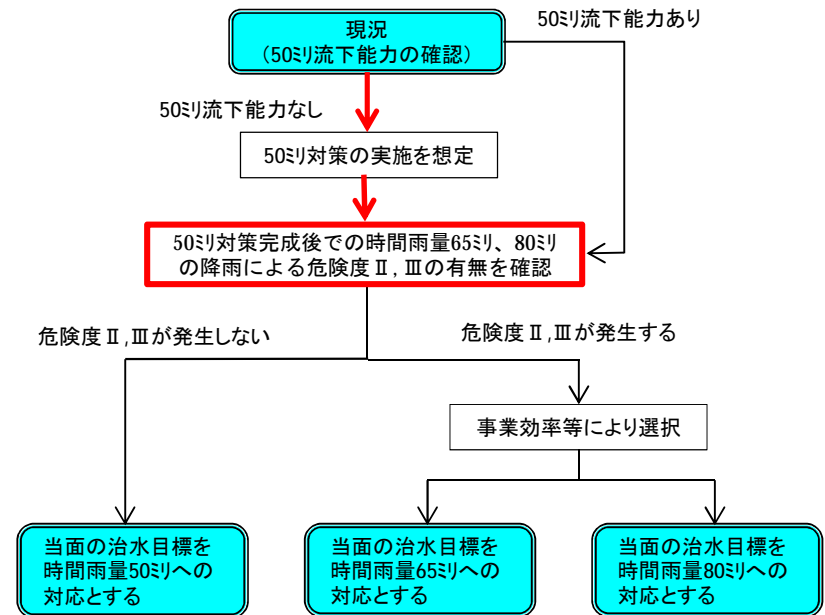 現況
(50ミリ流下能力の確認)
50ミリ流下能力あり
50ミリ流下能力なし
50ミリ対策の実施を想定
50ミリ対策完成後での時間雨量65ミリ、80ミリ
の降雨による危険度Ⅱ,Ⅲの有無を確認
危険度Ⅱ,Ⅲが発生しない
危険度Ⅱ,Ⅲが発生する
事業効率等により選択
当面の治水目標を
時間雨量50ミリへの
対応とする
当面の治水目標を
時間雨量65ミリへの
対応とする
当面の治水目標を
時間雨量80ミリへの
対応とする